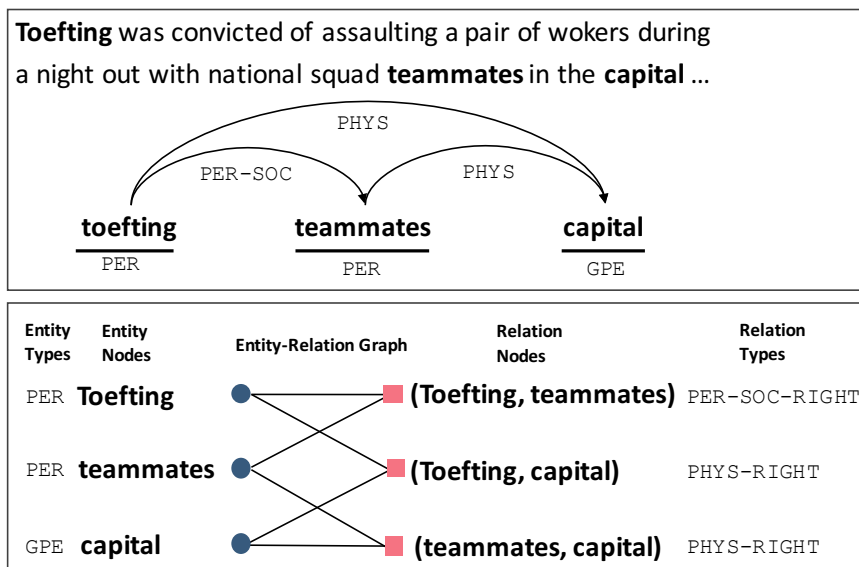 Toefting was convicted of assaulting a pair of wokers during
a night out with national squad teammates in the capital ...
PHYS
PER-SOC PHYS
toefting teammates capital
PER PER GPE
Entity Types Entity Nodes Entity-Relation Graph Relation Nodes Relation Types
PER Toefting (Toefting, teammates) PER-SOC-RIGHT
PER teammates (Toefting, capital) PHYS-RIGHT
GPE capital (teammates, capital) PHYS-RIGHT